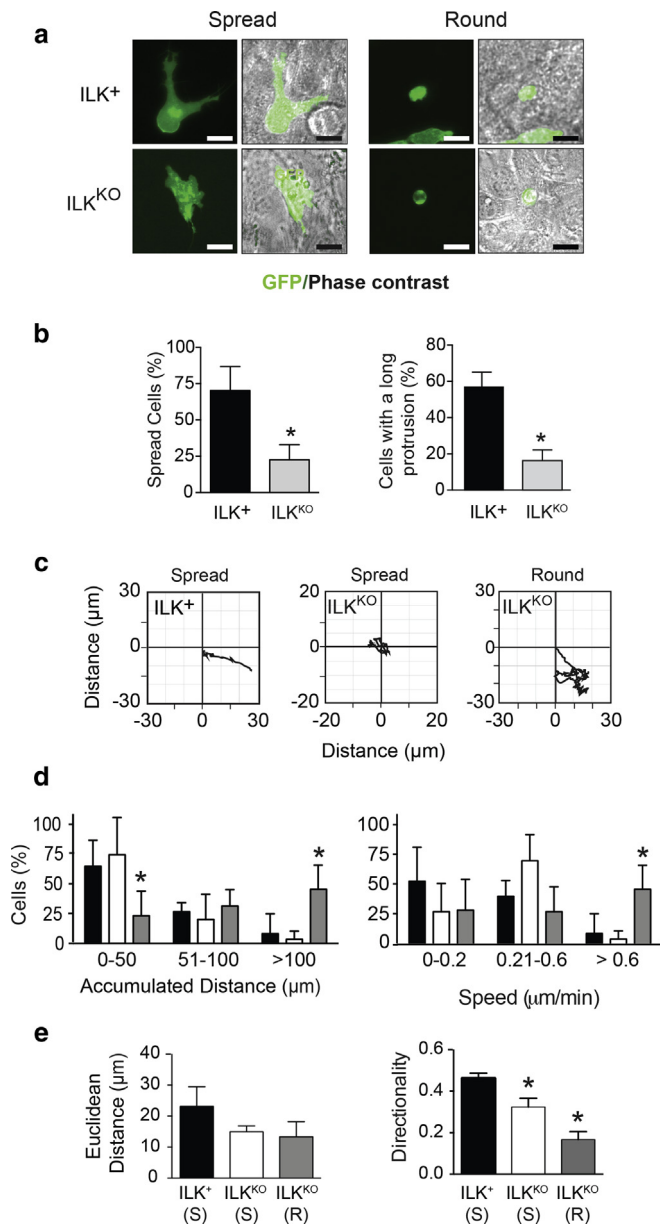 a
Spread Round
ILK⁺
ILKᴷᴼ
GFP/Phase contrast
b
Spread Cells (%)
100
75
50
25
0
*
ILK⁺ ILKᴷᴼ
Cells with a long
protrusion (%)
80
60
40
20
0
*
ILK⁺ ILKᴷᴼ
c
Spread
ILK⁺
Distance (μm)
30
0
-30
-30 0 30
Spread
ILKᴷᴼ
20
0
-20
-20 0 20
Round
ILKᴷᴼ
30
0
-30
-30 0 30
Distance (μm)
d
Cells (%)
100
75
50
25
* *
0-50 51-100 >100
Accumulated Distance (μm)
100
75
50
25
*
0-0.2 0.21-0.6 > 0.6
Speed (μm/min)
e
Euclidean
Distance (μm)
40
30
20
10
0
ILK⁺ ILKᴷᴼ ILKᴷᴼ
(S) (S) (R)
Directionality
0.6
0.4
0.2
0.0
* *
ILK⁺ ILKᴷᴼ ILKᴷᴼ
(S) (S) (R)